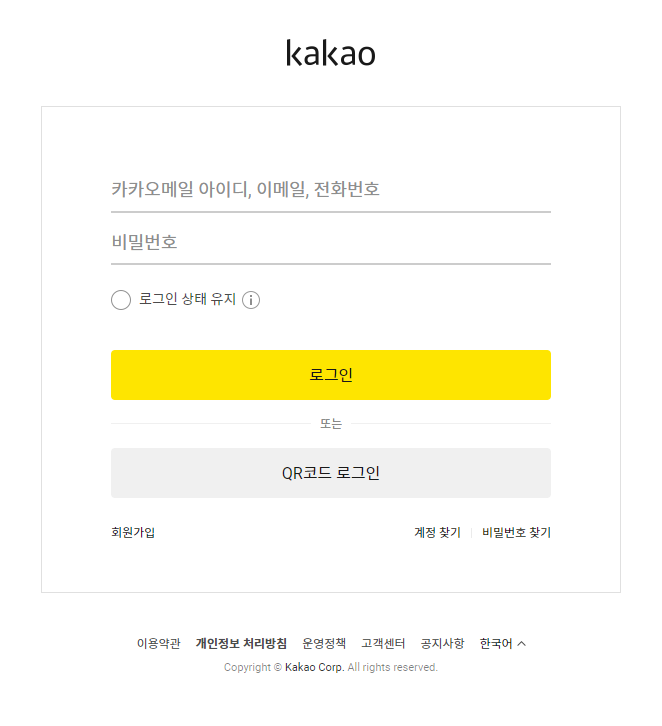 kakao
카카오메일 아이디, 이메일, 전화번호
비밀번호
로그인 상태 유지
로그인
또는
QR코드 로그인
회원가입 계정 찾기 비밀번호 찾기
이용약관 개인정보 처리방침 운영정책 고객센터 공지사항 한국어
Copyright © Kakao Corp. All rights reserved.